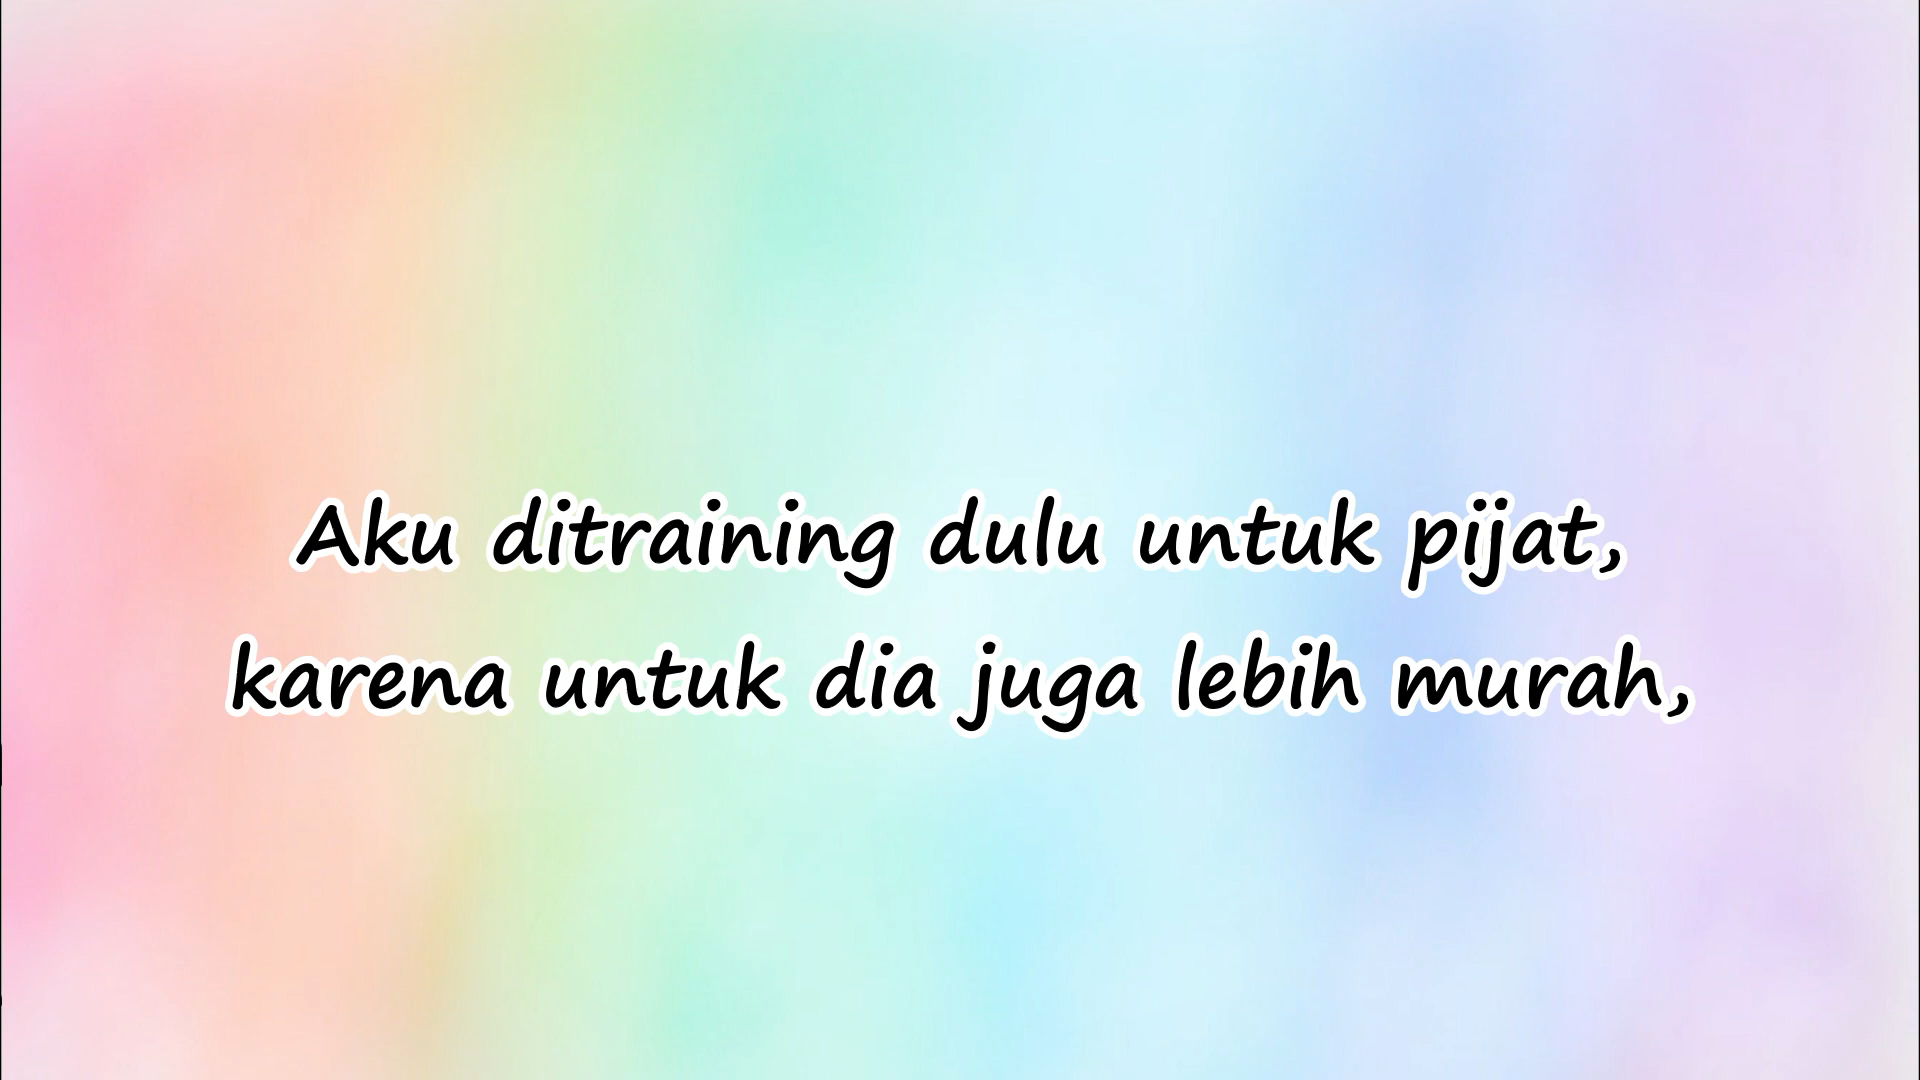 Aku ditraining dulu untuk pijat,
karena untuk dia juga lebih murah,